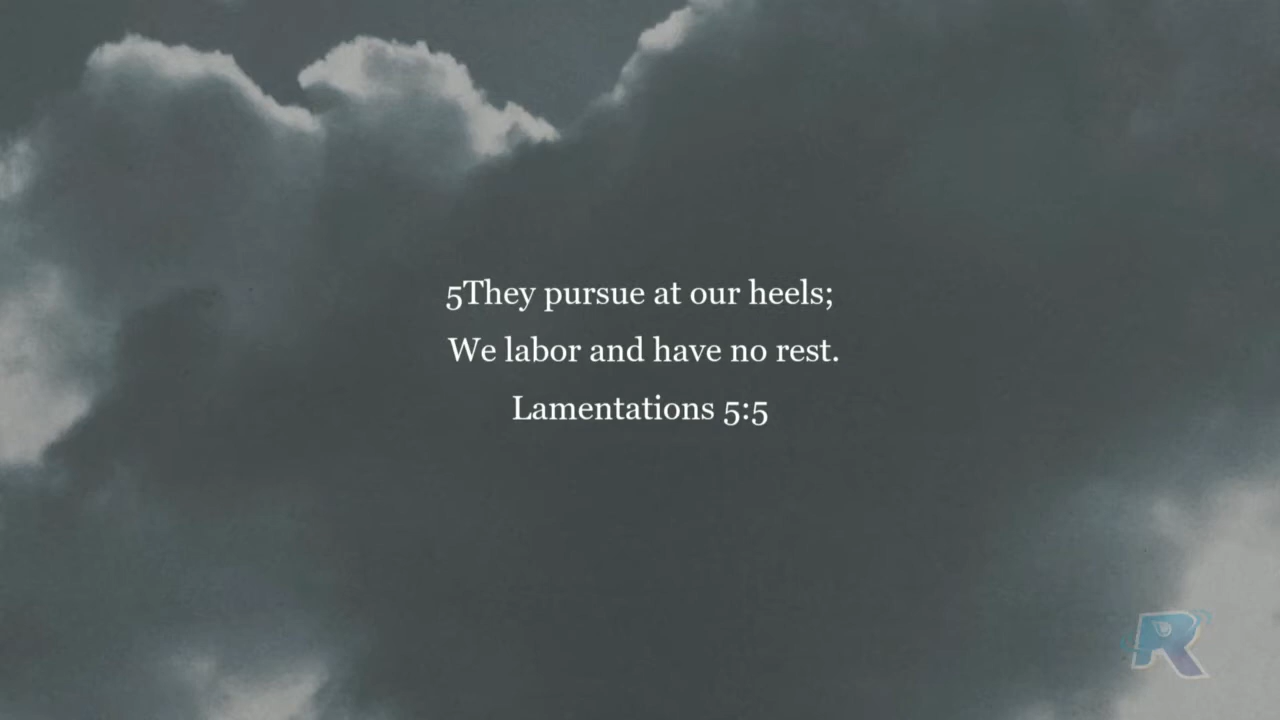 5They pursue at our heels;
We labor and have no rest.
Lamentations 5:5
R